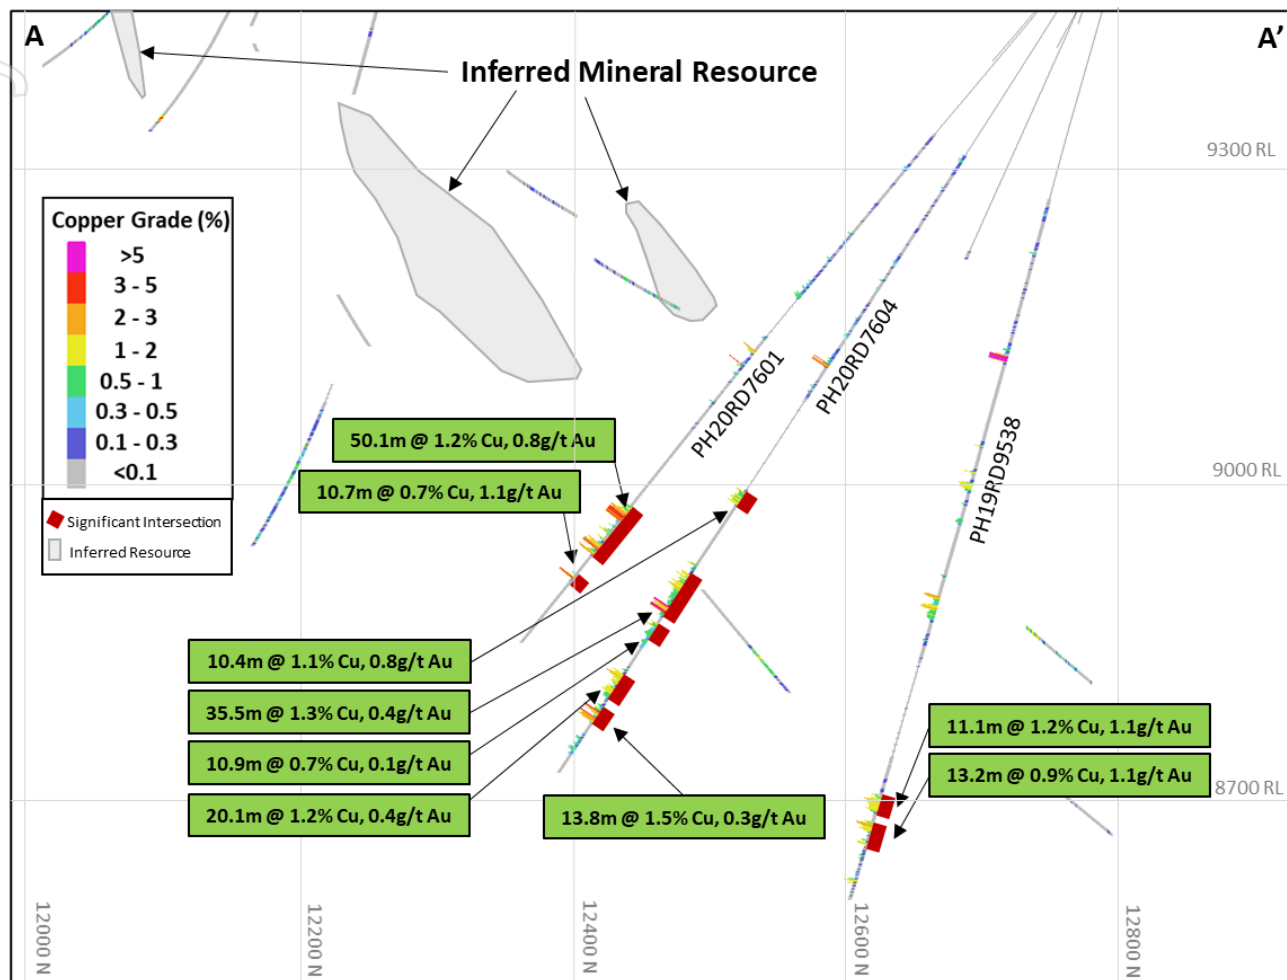 A
A’
Inferred Mineral Resource
9300 RL
Copper Grade (%)
>5
3 - 5
2 - 3
1 - 2
0.5 - 1
0.3 - 0.5
0.1 - 0.3
<0.1
Significant Intersection
Inferred Resource
PH20RD7601
PH20RD7604
PH19RD9538
50.1m @ 1.2% Cu, 0.8g/t Au
10.7m @ 0.7% Cu, 1.1g/t Au
9000 RL
10.4m @ 1.1% Cu, 0.8g/t Au
35.5m @ 1.3% Cu, 0.4g/t Au
10.9m @ 0.7% Cu, 0.1g/t Au
20.1m @ 1.2% Cu, 0.4g/t Au
13.8m @ 1.5% Cu, 0.3g/t Au
11.1m @ 1.2% Cu, 1.1g/t Au
13.2m @ 0.9% Cu, 1.1g/t Au
8700 RL
12000 N
12200 N
12400 N
12600 N
12800 N